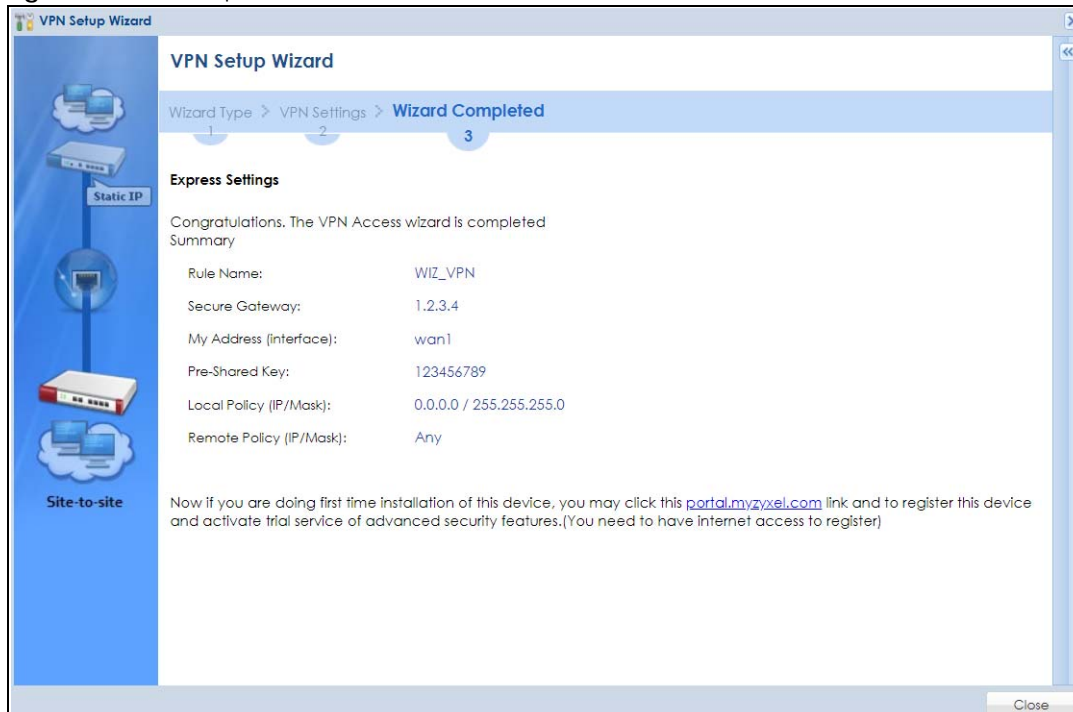 VPN Setup Wizard
VPN Setup Wizard
Wizard Type > VPN Settings > Wizard Completed
1 2 3
Static IP
Express Settings
Congratulations. The VPN Access wizard is completed
Summary
Rule Name: WIZ_VPN
Secure Gateway: 1.2.3.4
My Address (interface): wan1
Pre-Shared Key: 123456789
Local Policy (IP/Mask): 0.0.0.0 / 255.255.255.0
Remote Policy (IP/Mask): Any
Site-to-site
Now if you are doing first time installation of this device, you may click this portal.myzyxel.com link and to register this device
and activate trial service of advanced security features.(You need to have internet access to register)
Close